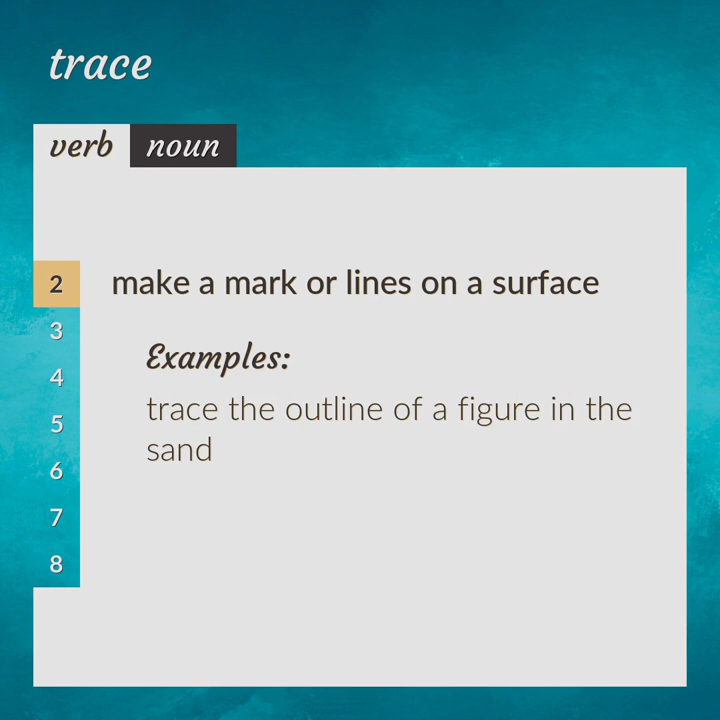 trace
verb noun
2 make a mark or lines on a surface
3
Examples:
4
trace the outline of a figure in the
5
sand
6
7
8